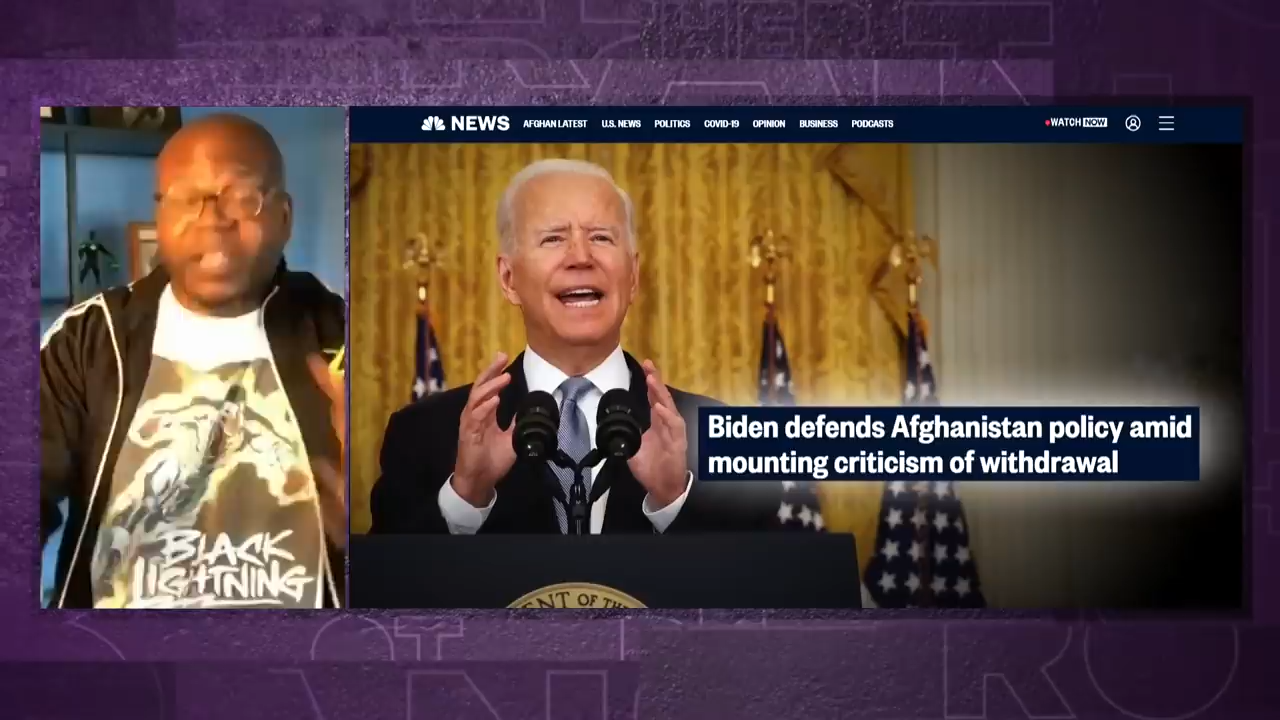 NEWS AFGHAN LATEST U.S. NEWS POLITICS COVID-19 OPINION BUSINESS PODCASTS WATCH NOW
Biden defends Afghanistan policy amid
mounting criticism of withdrawal
BLACK
LIGHTNING
ENT OF THE